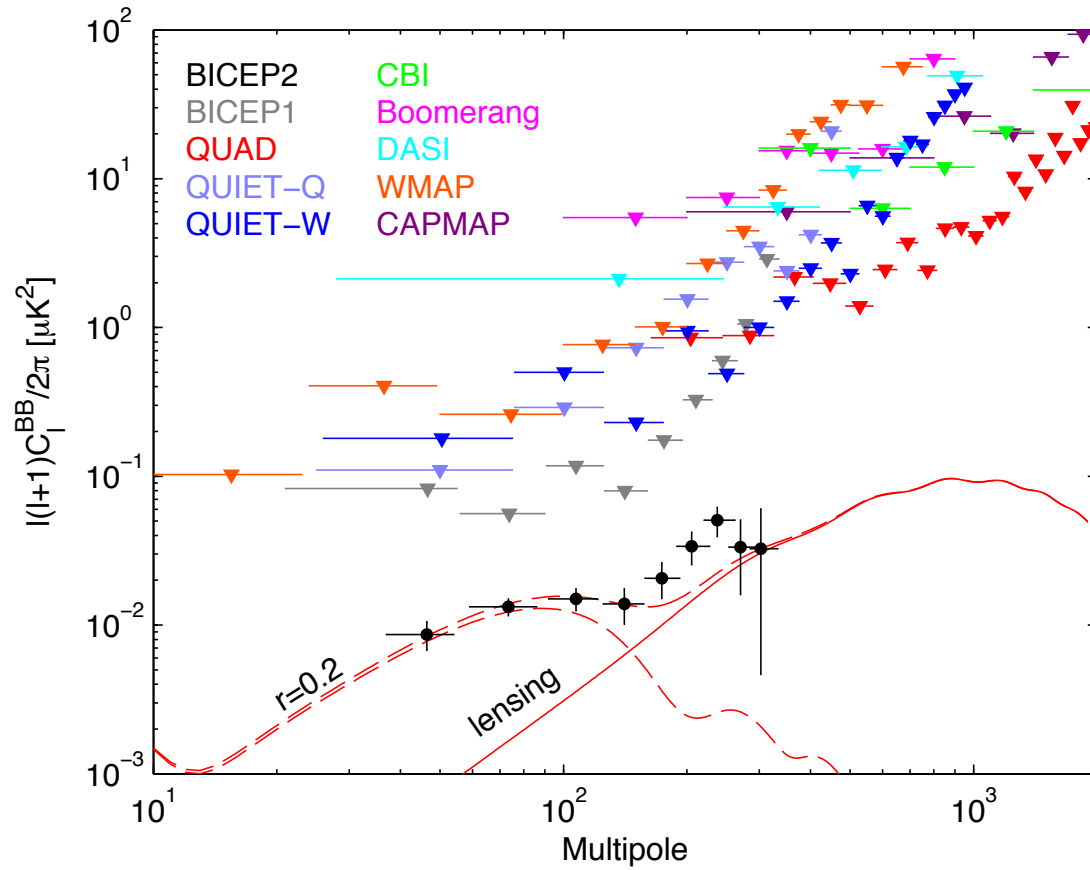 10^2
10^1
10^0
10^-1
10^-2
10^-3
l(l+1)C_l^BB/2π [μK^2]
BICEP2
BICEP1
QUAD
QUIET-Q
QUIET-W
CBI
Boomerang
DASI
WMAP
CAPMAP
r=0.2
lensing
10^1
10^2
10^3
Multipole